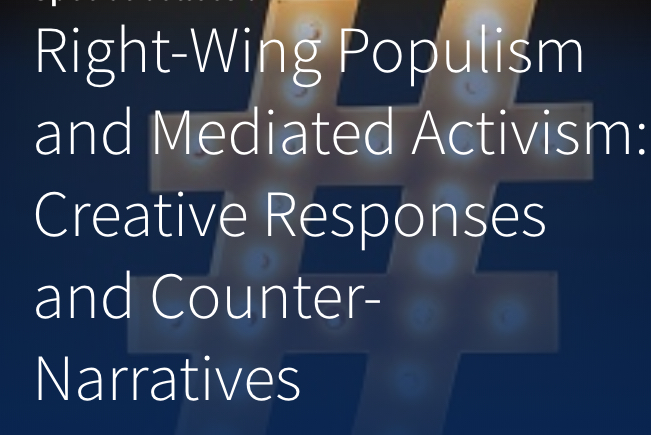 Right-Wing Populism
and Mediated Activism:
Creative Responses
and Counter-
Narratives